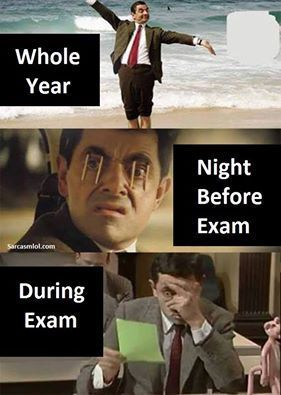 Whole
Year
Night
Before
Exam
Sarcasmlol.com
During
Exam